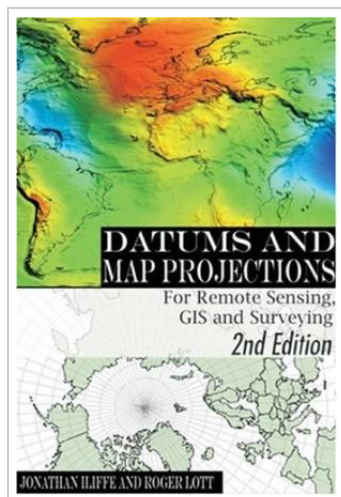 DATUMS AND
MAP PROJECTIONS
For Remote Sensing,
GIS and Surveying
2nd Edition
JONATHAN ILIFFE AND ROGER LOTT